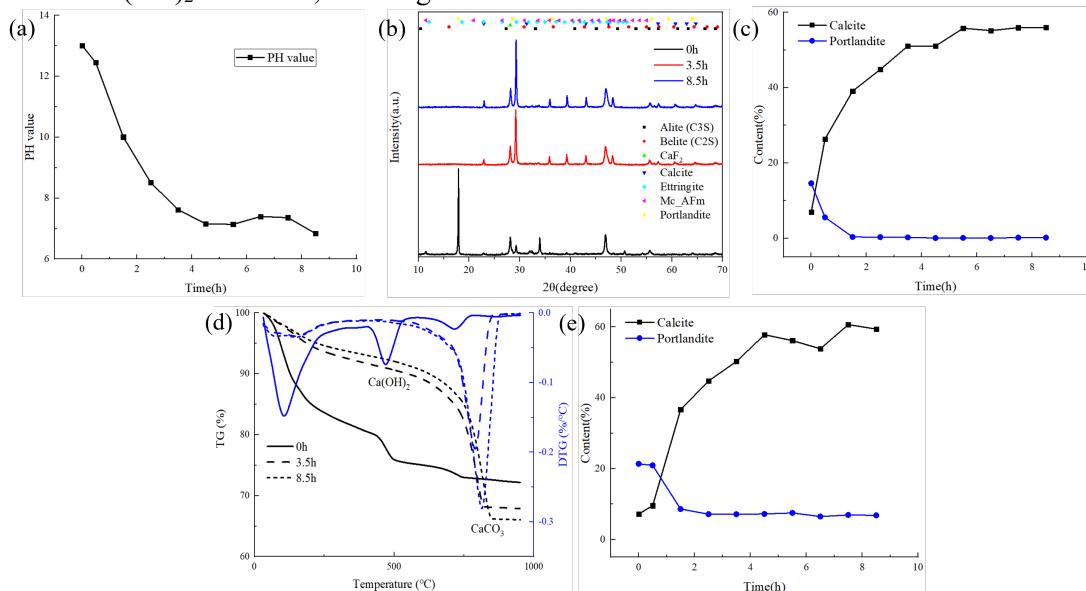 (a)
PH value
14
13
12
11
10
9
8
7
6
0
2
4
6
8
10
Time(h)
PH value
(b)
0h
3.5h
8.5h
Alite (C3S)
Belite (C2S)
CaF2
Calcite
Ettringite
Mc_AFm
Portlandite
Intensity(a.u.)
10
20
30
40
50
60
70
2θ(degree)
(c)
Calcite
Portlandite
60
40
20
0
Content(%)
0
2
4
6
8
10
Time(h)
(d)
100
90
80
70
60
TG (%)
Ca(OH)2
CaCO3
0h
3.5h
8.5h
0
500
1000
Temperature (℃)
0.0
-0.1
-0.2
-0.3
DTG (%/°C)
(e)
Calcite
Portlandite
60
40
20
0
Content(%)
0
2
4
6
8
10
Time(h)